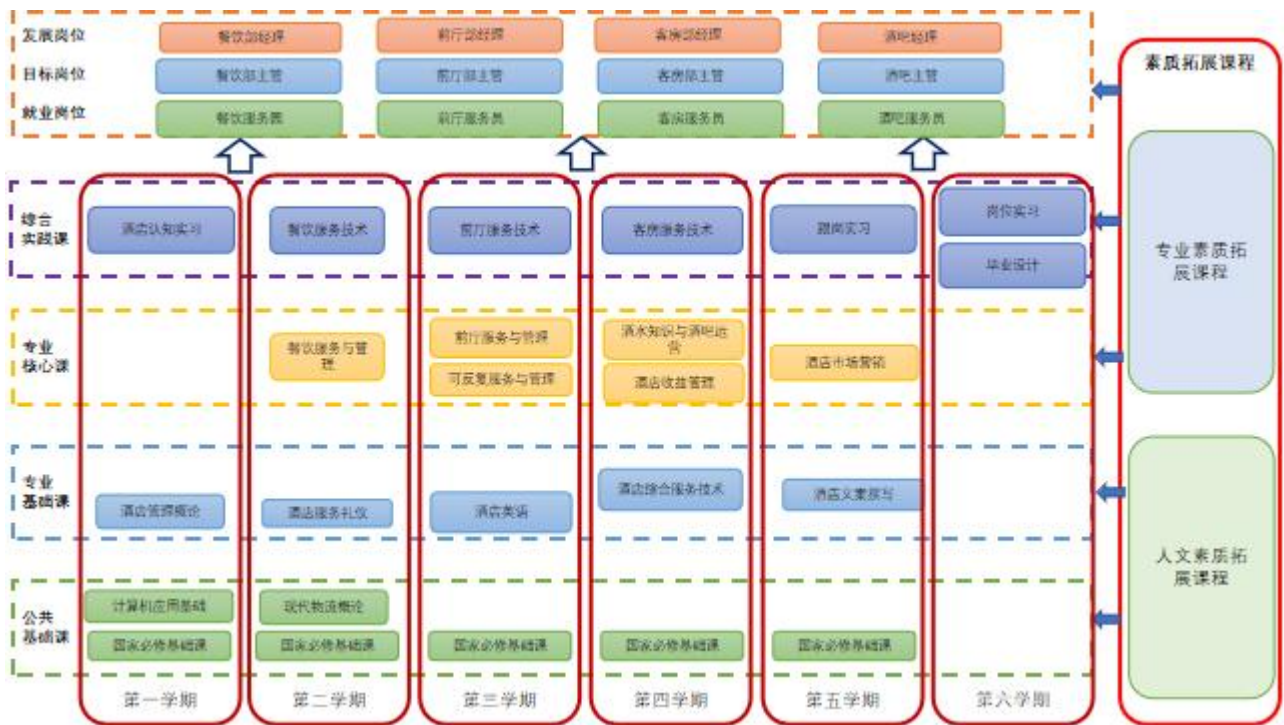 发展岗位
餐饮部经理
前厅部经理
客房部经理
酒吧经理
目标岗位
餐饮部主管
前厅部主管
客房部主管
酒吧主管
就业岗位
餐饮服务员
前厅服务员
客房服务员
酒吧服务员
素质拓展课程
专业素质拓
展课程
人文素质拓
展课程
综合
实践课
酒店认知实习
餐饮服务技术
前厅服务技术
客房服务技术
跟岗实习
岗位实习
毕业设计
专业
核心课
餐饮服务与管
理
前厅服务与管理
可反复服务与管理
酒水知识与酒吧运
营
酒店收益管理
酒店市场营销
专业
基础课
酒店管理概论
酒店服务礼仪
酒店英语
酒店综合服务技术
酒店文案撰写
公共
基础课
计算机应用基础
现代物流概论
国家必修基础课
国家必修基础课
国家必修基础课
国家必修基础课
国家必修基础课
第一学期
第二学期
第三学期
第四学期
第五学期
第六学期